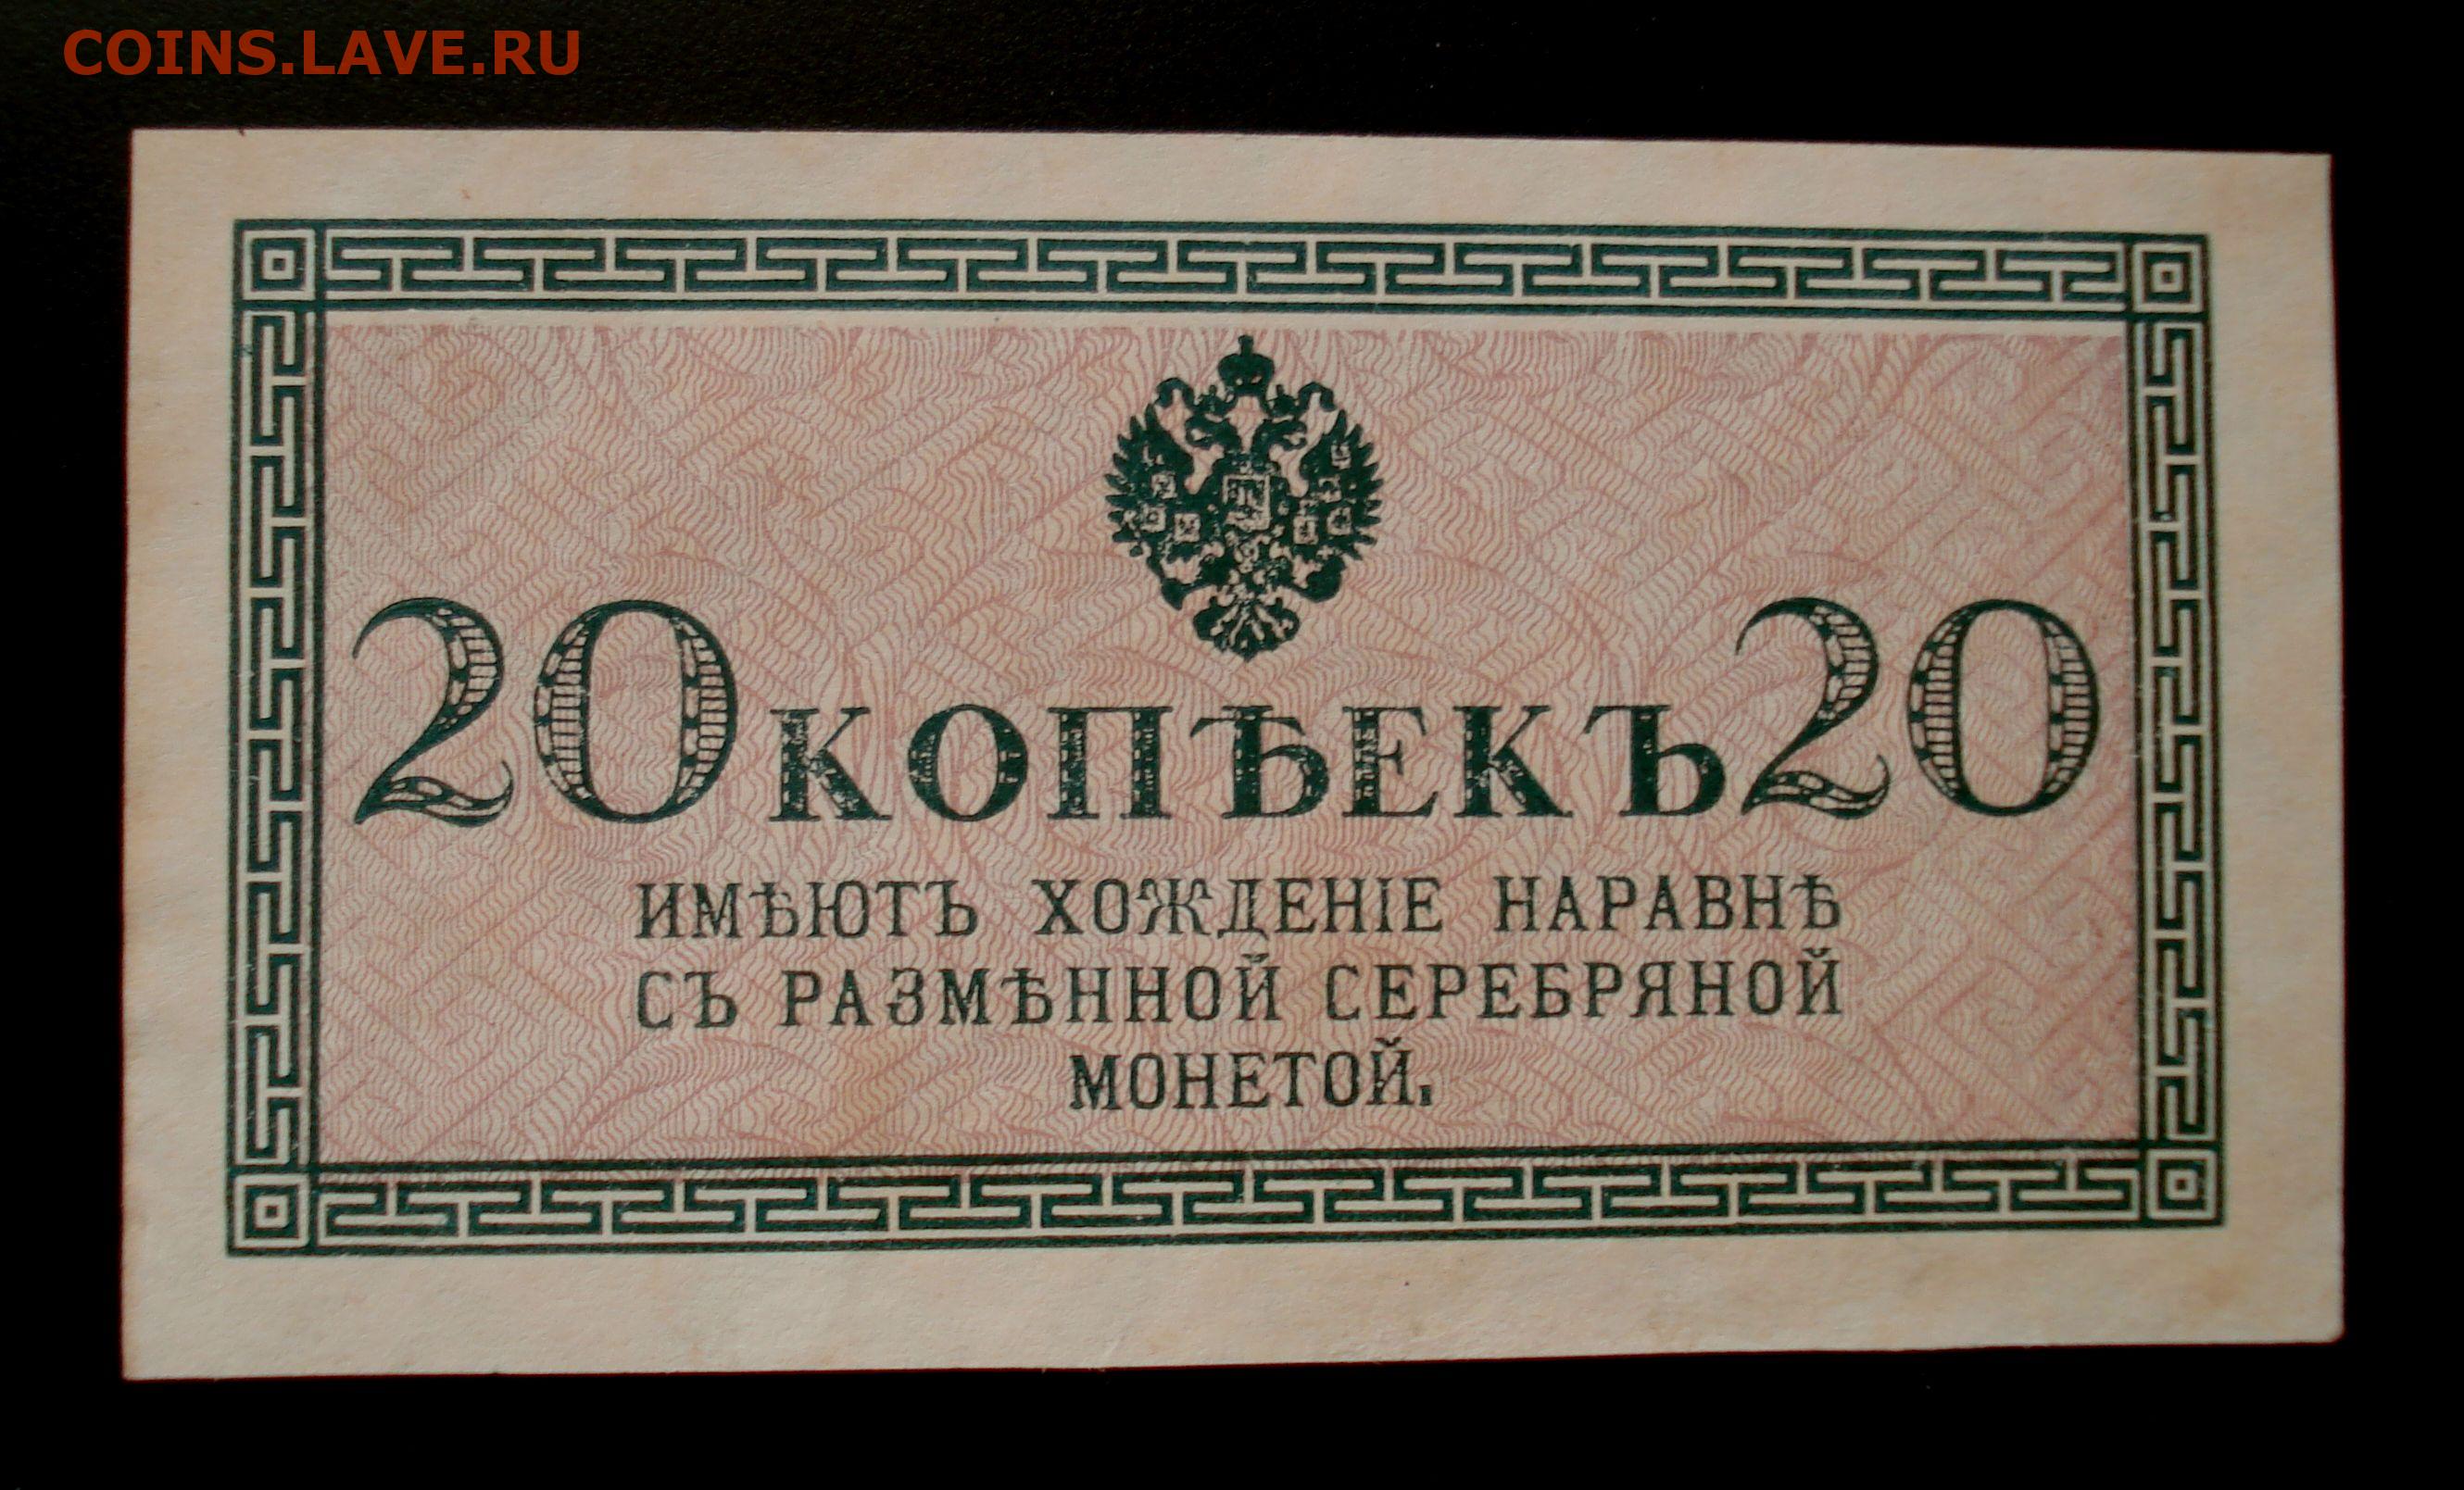 COINS.LAVE.RU
20 КОПѢЕКЪ 20
ИМѢЮТЪ ХОЖДЕНІЕ НАРАВНѢ
СЪ РАЗМѢННОЙ СЕРЕБРЯНОЙ
МОНЕТОЙ.